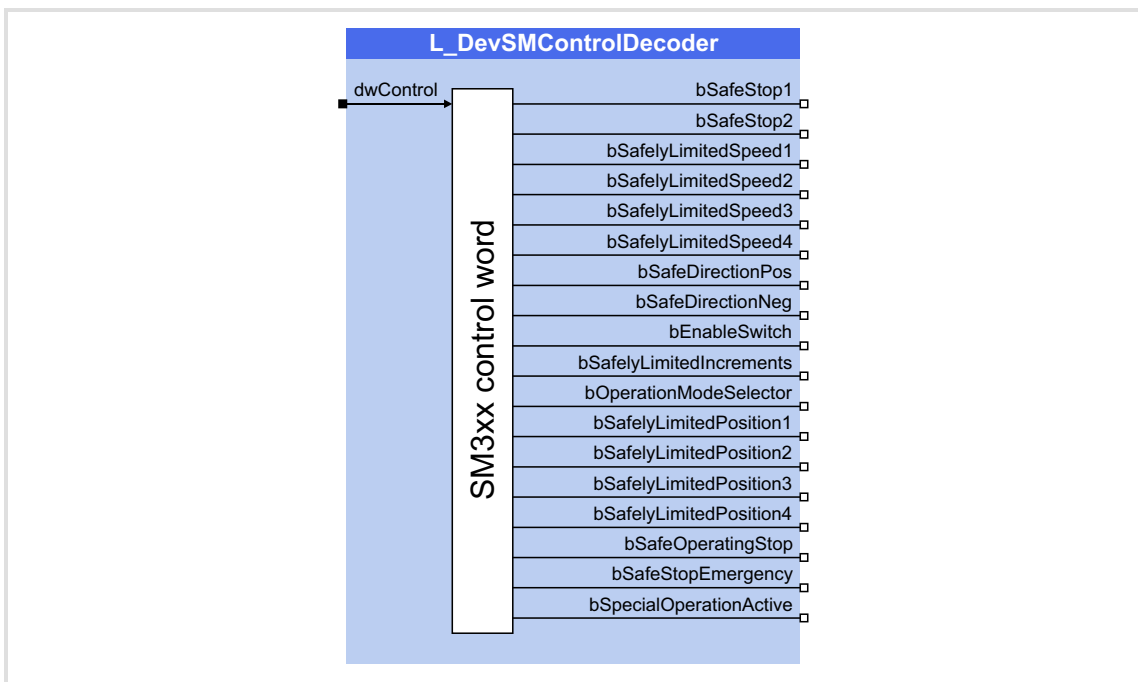 L_DevSMControlDecoder
dwControl
SM3xx control word
bSafeStop1
bSafeStop2
bSafelyLimitedSpeed1
bSafelyLimitedSpeed2
bSafelyLimitedSpeed3
bSafelyLimitedSpeed4
bSafeDirectionPos
bSafeDirectionNeg
bEnableSwitch
bSafelyLimitedIncrements
bOperationModeSelector
bSafelyLimitedPosition1
bSafelyLimitedPosition2
bSafelyLimitedPosition3
bSafelyLimitedPosition4
bSafeOperatingStop
bSafeStopEmergency
bSpecialOperationActive